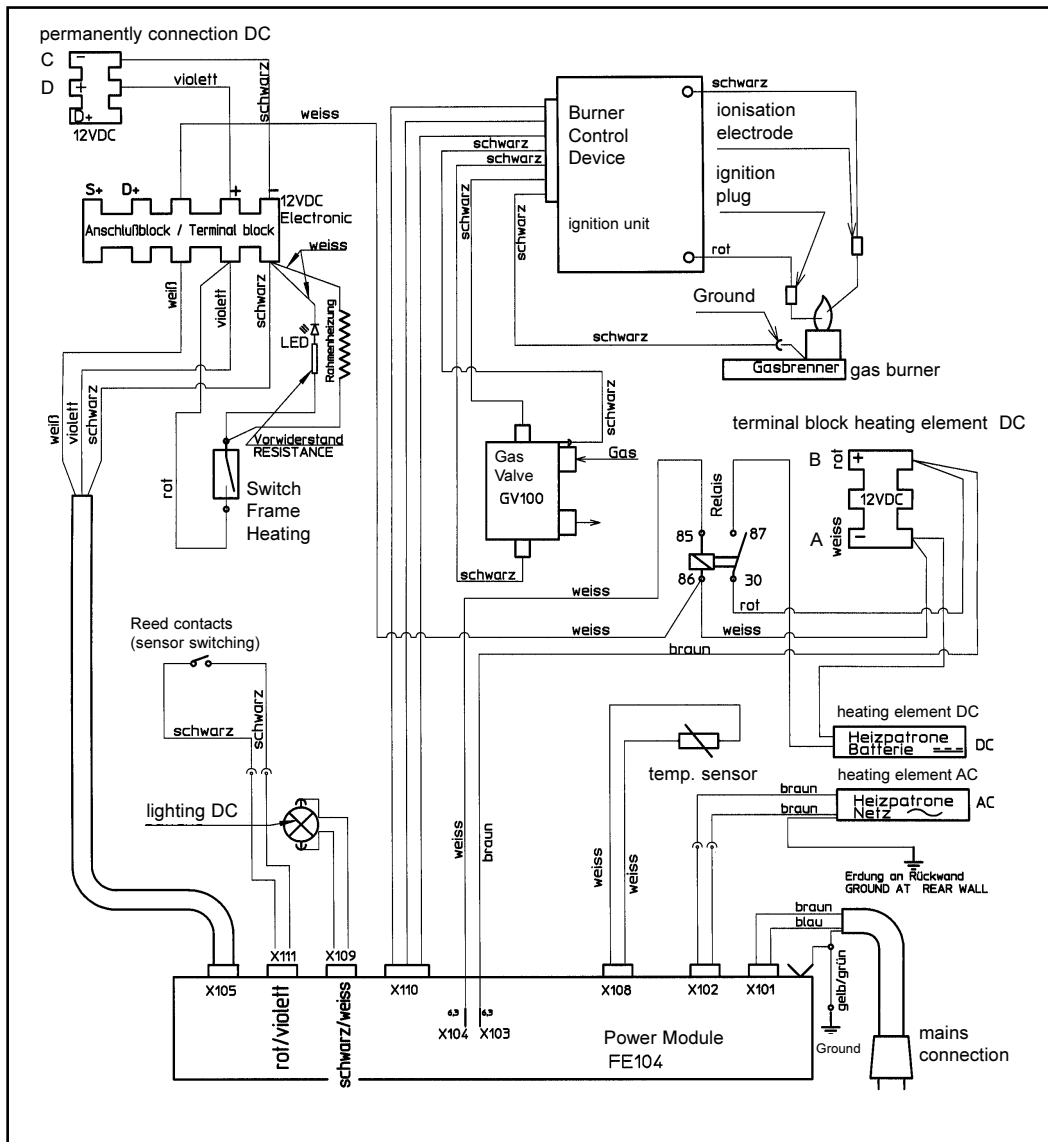 permanently connection DC
C
−
D
+
D+
12VDC
violett
schwarz
weiss
S+
D+
+
−
12VDC
Electronic
Anschlußblock / Terminal block
weiss
weiß
violett
schwarz
LED
Rahmenheizung
weiß
violett
schwarz
rot
Vorwiderstand
RESISTANCE
Switch
Frame
Heating
Burner
Control
Device
ignition unit
schwarz
schwarz
schwarz
schwarz
schwarz
ionisation
electrode
ignition
plug
rot
Ground
schwarz
Gasbrenner
gas burner
schwarz
Gas
Valve
GV100
Gas
schwarz
terminal block heating element DC
B
rot
+
12VDC
A
weiss
−
Relais
85
87
86
30
rot
weiss
weiss
weiss
braun
Reed contacts
(sensor switching)
schwarz
schwarz
lighting DC
weiss
braun
temp. sensor
weiss
weiss
heating element DC
Heizpatrone
Batterie
DC
heating element AC
braun
braun
Heizpatrone
Netz
AC
Erdung an Rückwand
GROUND AT REAR WALL
braun
blau
gelb/grün
Ground
mains
connection
X105
X111
rot/violett
X109
schwarz/weiss
X110
6,3
6,3
X104
X103
X108
X102
X101
Power Module
FE104